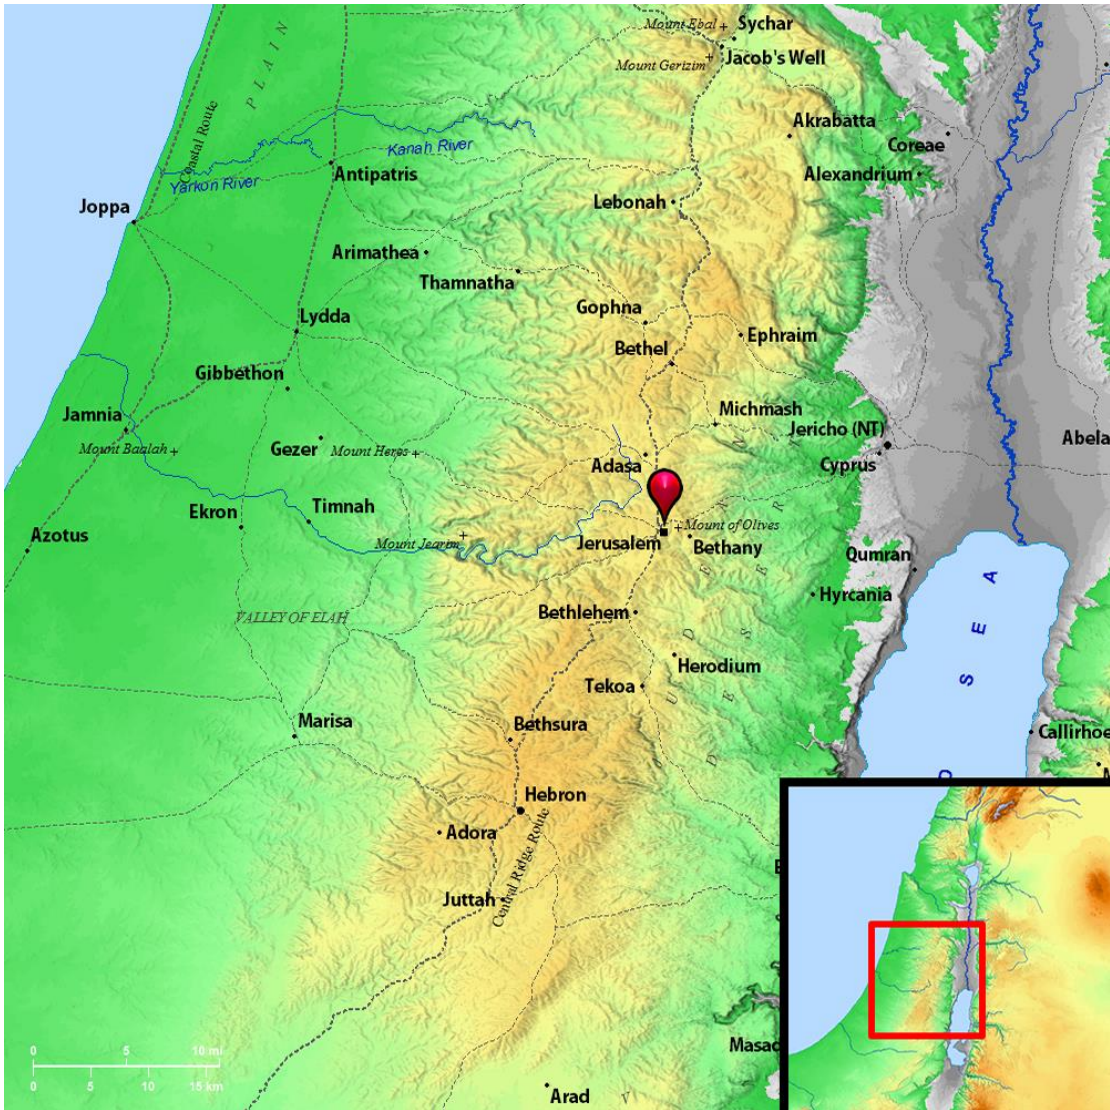 Mount Ebal
Sychar
Jacob's Well
Mount Gerizim
PLAIN
Coastal Route
Akrabatta
Coreae
Kanah River
Antipatris
Alexandrium
Yarkon River
Joppa
Lebonah
Arimathea
Thamnatha
Gophna
Lydda
Ephraim
Bethel
Gibbethon
Michmash
Jamnia
Jericho (NT)
Abela
Mount Baalah
Gezer
Mount Heres
Adasa
Cyprus
Ekron
Timnah
Azotus
Mount of Olives
Mount Jearim
Jerusalem
Bethany
Qumran
SEA
Hyrcania
Bethlehem
VALLEY OF ELAH
JUD
DESER
Herodium
Tekoa
DES
Marisa
Bethsura
Callirhoe
D
Hebron
Adora
Central Ridge Route
Juttah
0 5 10 mi
0 5 10 15 km
Masad
Arad
V